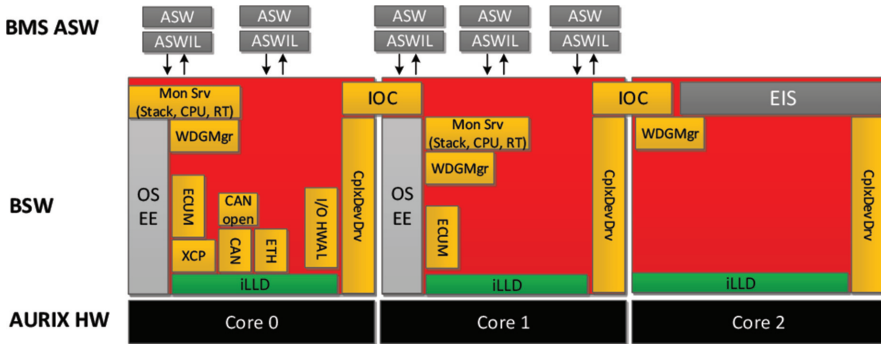 BMS ASW
ASW
ASWIL
ASW
ASWIL
ASW
ASWIL
ASW
ASWIL
ASW
ASWIL
BSW
Mon Srv
(Stack, CPU, RT)
WDGMgr
OS
EE
ECUM
XCP
CAN
open
CAN
ETH
I/O HWAL
iLLD
IOC
CplxDevDrv
OS
EE
Mon Srv
(Stack, CPU, RT)
WDGMgr
ECUM
iLLD
IOC
CplxDevDrv
EIS
WDGMgr
iLLD
CplxDevDrv
AURIX HW
Core 0
Core 1
Core 2